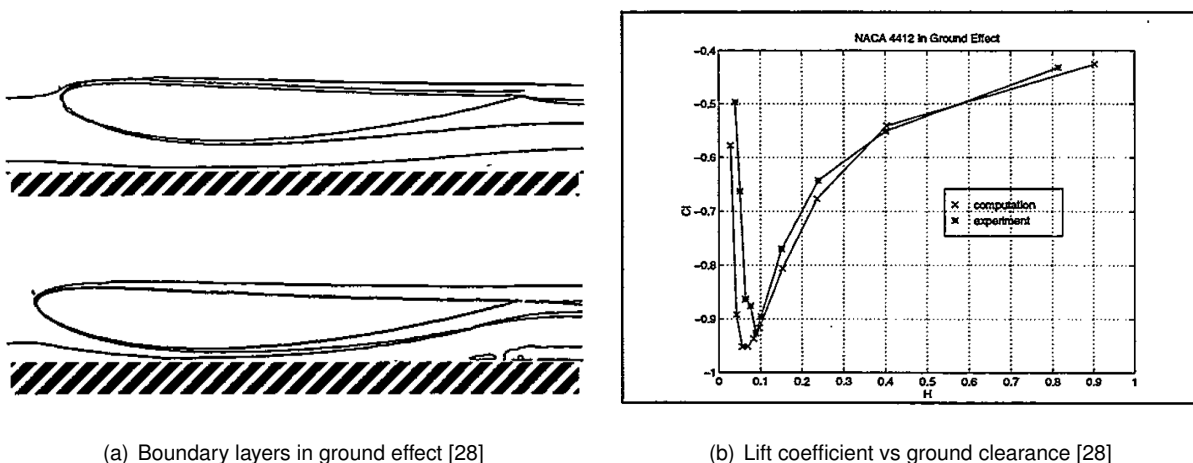 NACA 4412 in Ground Effect
-0.4
-0.5
-0.6
-0.7
-0.8
-0.9
-1
Cl
computation
experiment
0 0.1 0.2 0.3 0.4 0.5 0.6 0.7 0.8 0.9 1
H
(a) Boundary layers in ground effect [28]
(b) Lift coefficient vs ground clearance [28]